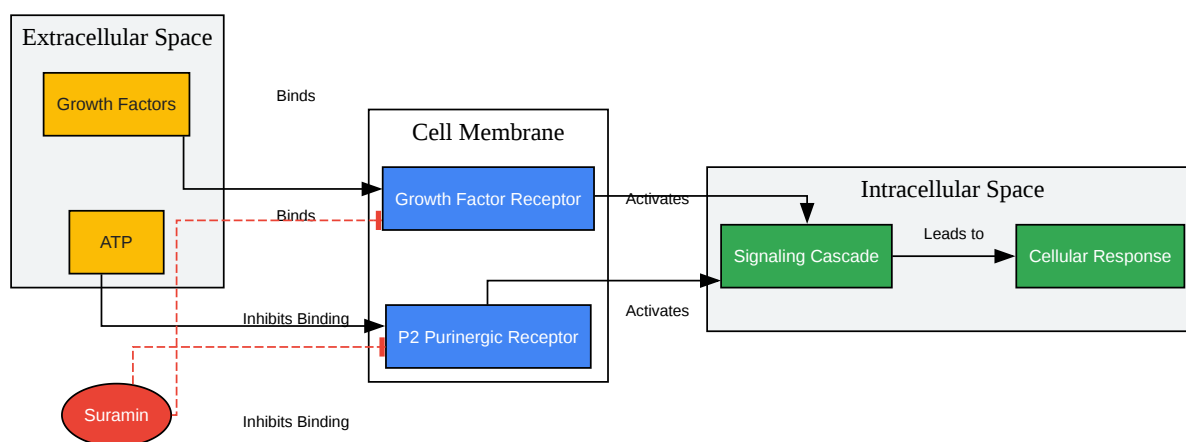 Extracellular Space
Growth Factors
Binds
Cell Membrane
Growth Factor Receptor
Activates
Intracellular Space
Binds
ATP
Leads to
Signaling Cascade
Cellular Response
Inhibits Binding
P2 Purinergic Receptor
Activates
Suramin
Inhibits Binding